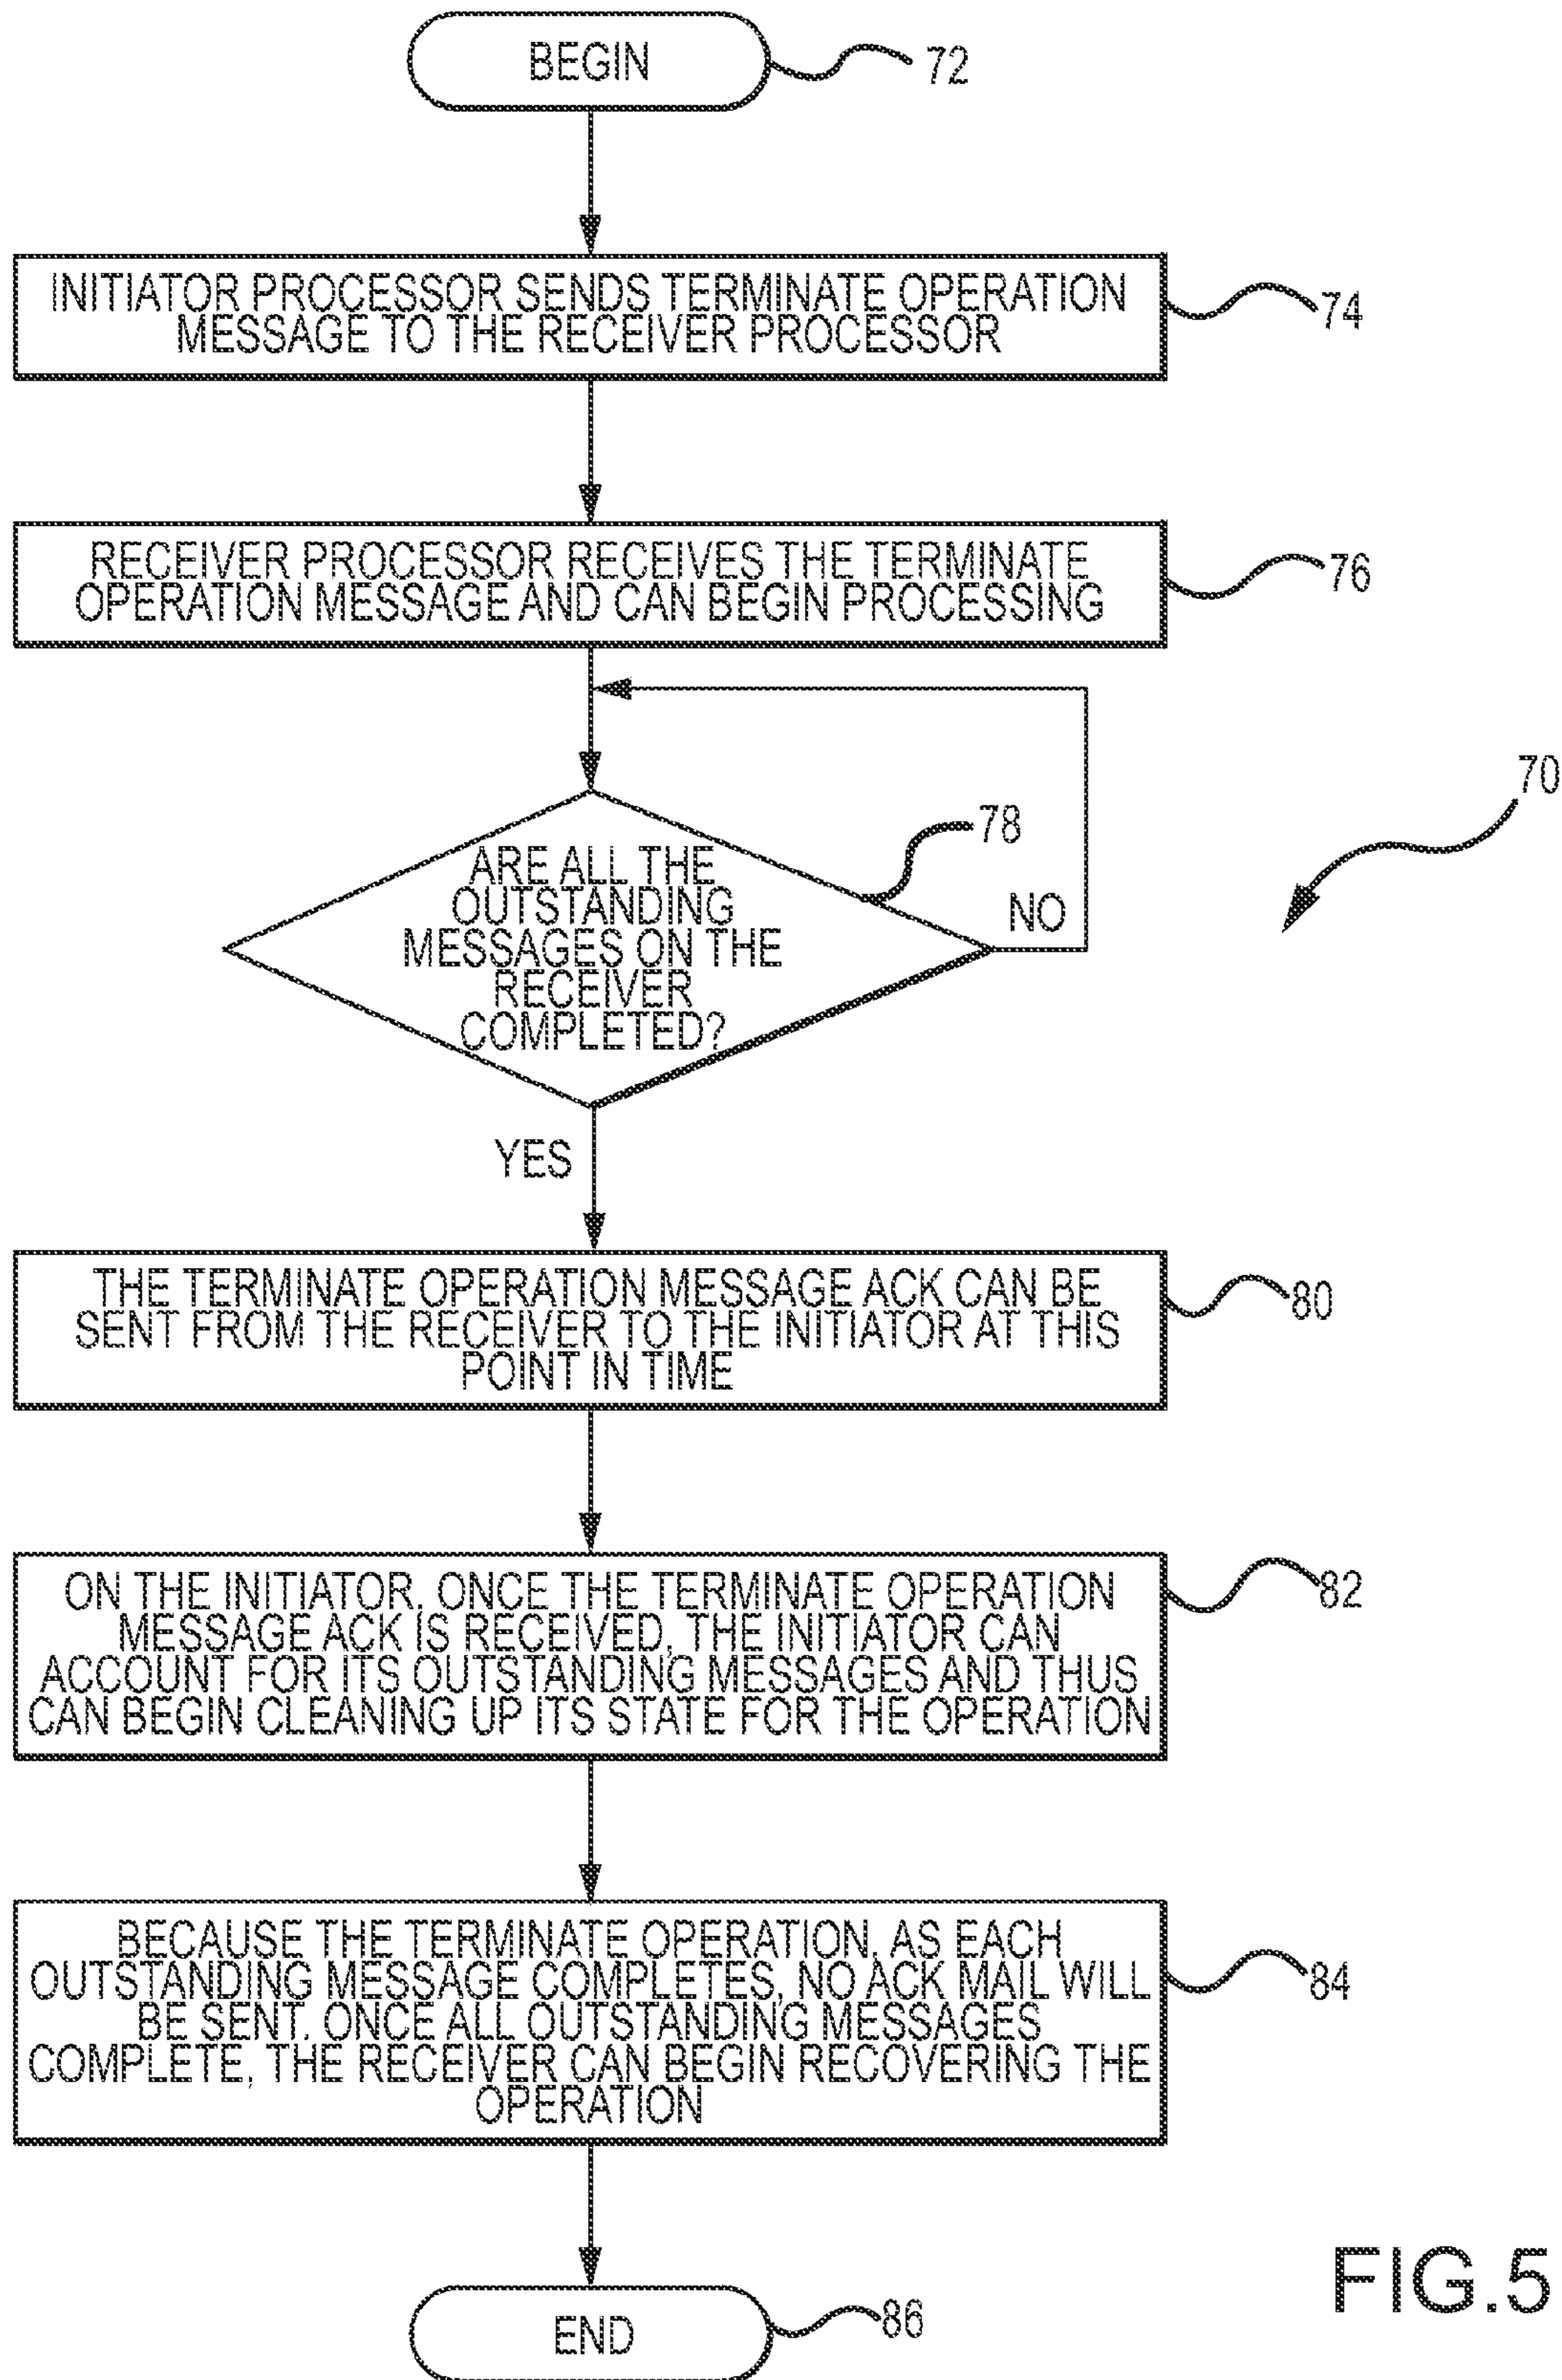 BEGIN
72
INITIATOR PROCESSOR SENDS TERMINATE OPERATION
MESSAGE TO THE RECEIVER PROCESSOR
74
RECEIVER PROCESSOR RECEIVES THE TERMINATE
OPERATION MESSAGE AND CAN BEGIN PROCESSING
76
70
78
ARE ALL THE
OUTSTANDING
MESSAGES ON THE
RECEIVER
COMPLETED?
NO
YES
THE TERMINATE OPERATION MESSAGE ACK CAN BE
SENT FROM THE RECEIVER TO THE INITIATOR AT THIS
POINT IN TIME
80
ON THE INITIATOR. ONCE THE TERMINATE OPERATION
MESSAGE ACK IS RECEIVED, THE INITIATOR CAN
ACCOUNT FOR ITS OUTSTANDING MESSAGES AND THUS
CAN BEGIN CLEANING UP ITS STATE FOR THE OPERATION
82
BECAUSE THE TERMINATE OPERATION. AS EACH
OUTSTANDING MESSAGE COMPLETES, NO ACK MAIL WILL
BE SENT. ONCE ALL OUTSTANDING MESSAGES
COMPLETE, THE RECEIVER CAN BEGIN RECOVERING THE
OPERATION
84
END
86
FIG.5